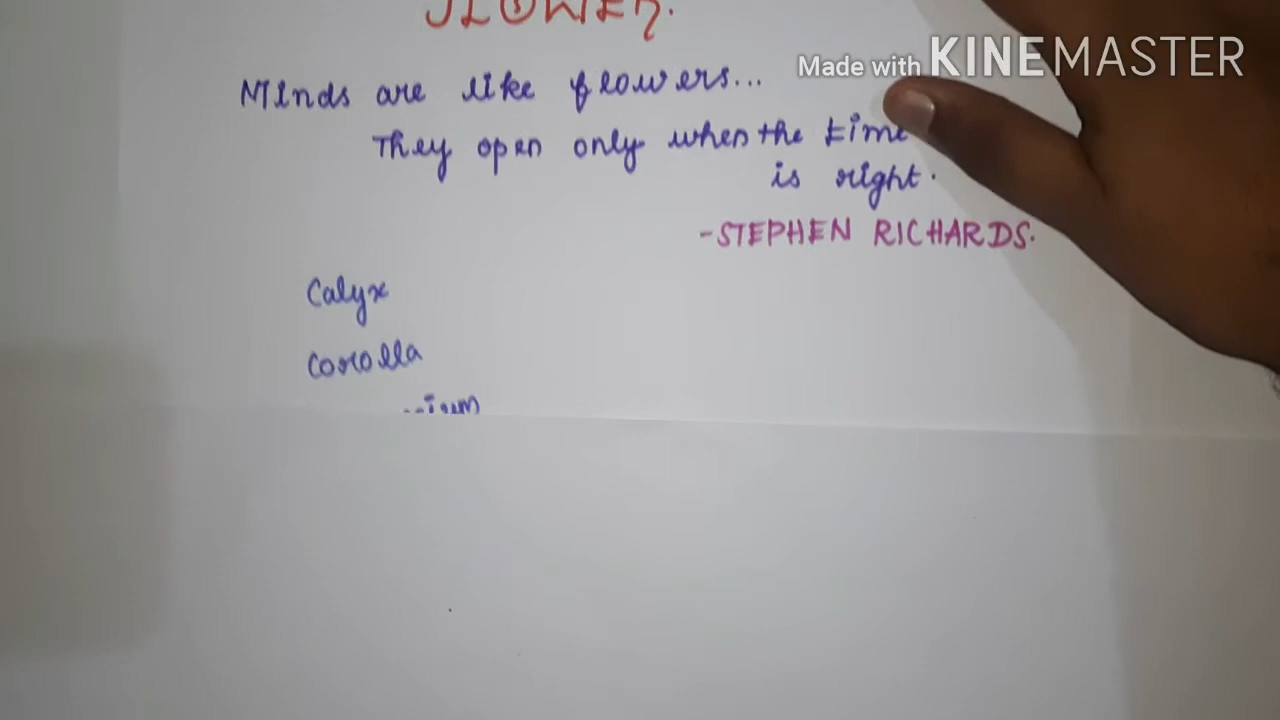 FLOWER.
Made with KINEMASTER
Minds are like flowers...
They open only when the time
is right.
-STEPHEN RICHARDS.
Calyx
Corolla